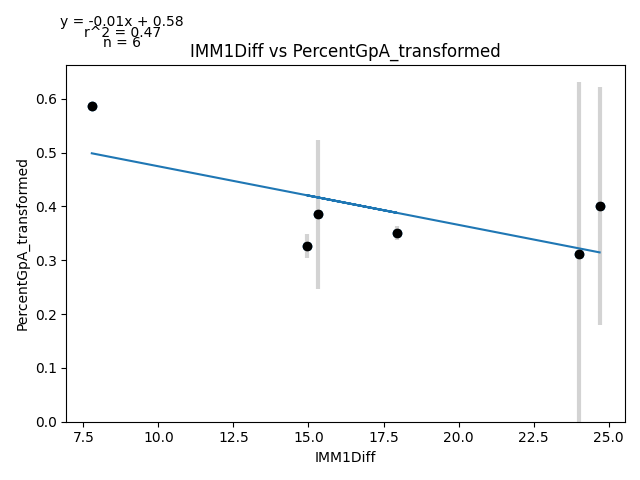 y = -0.01x + 0.58
r^2 = 0.47
n = 6
IMM1Diff vs PercentGpA_transformed
PercentGpA_transformed
0.6
0.5
0.4
0.3
0.2
0.1
0.0
7.5 10.0 12.5 15.0 17.5 20.0 22.5 25.0
IMM1Diff